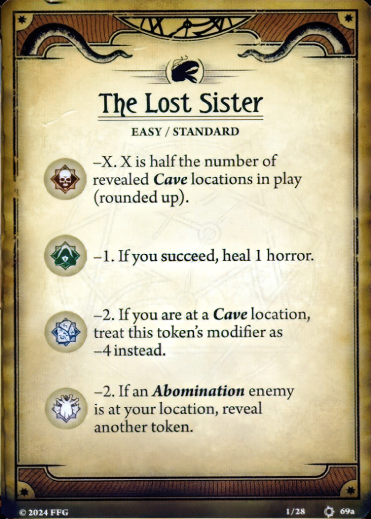 The Lost Sister
EASY / STANDARD
–X. X is half the number of
revealed Cave locations in play
(rounded up).
–1. If you succeed, heal 1 horror.
–2. If you are at a Cave location,
treat this token's modifier as
–4 instead.
–2. If an Abomination enemy
is at your location, reveal
another token.
© 2024 FFG
1/28
69a